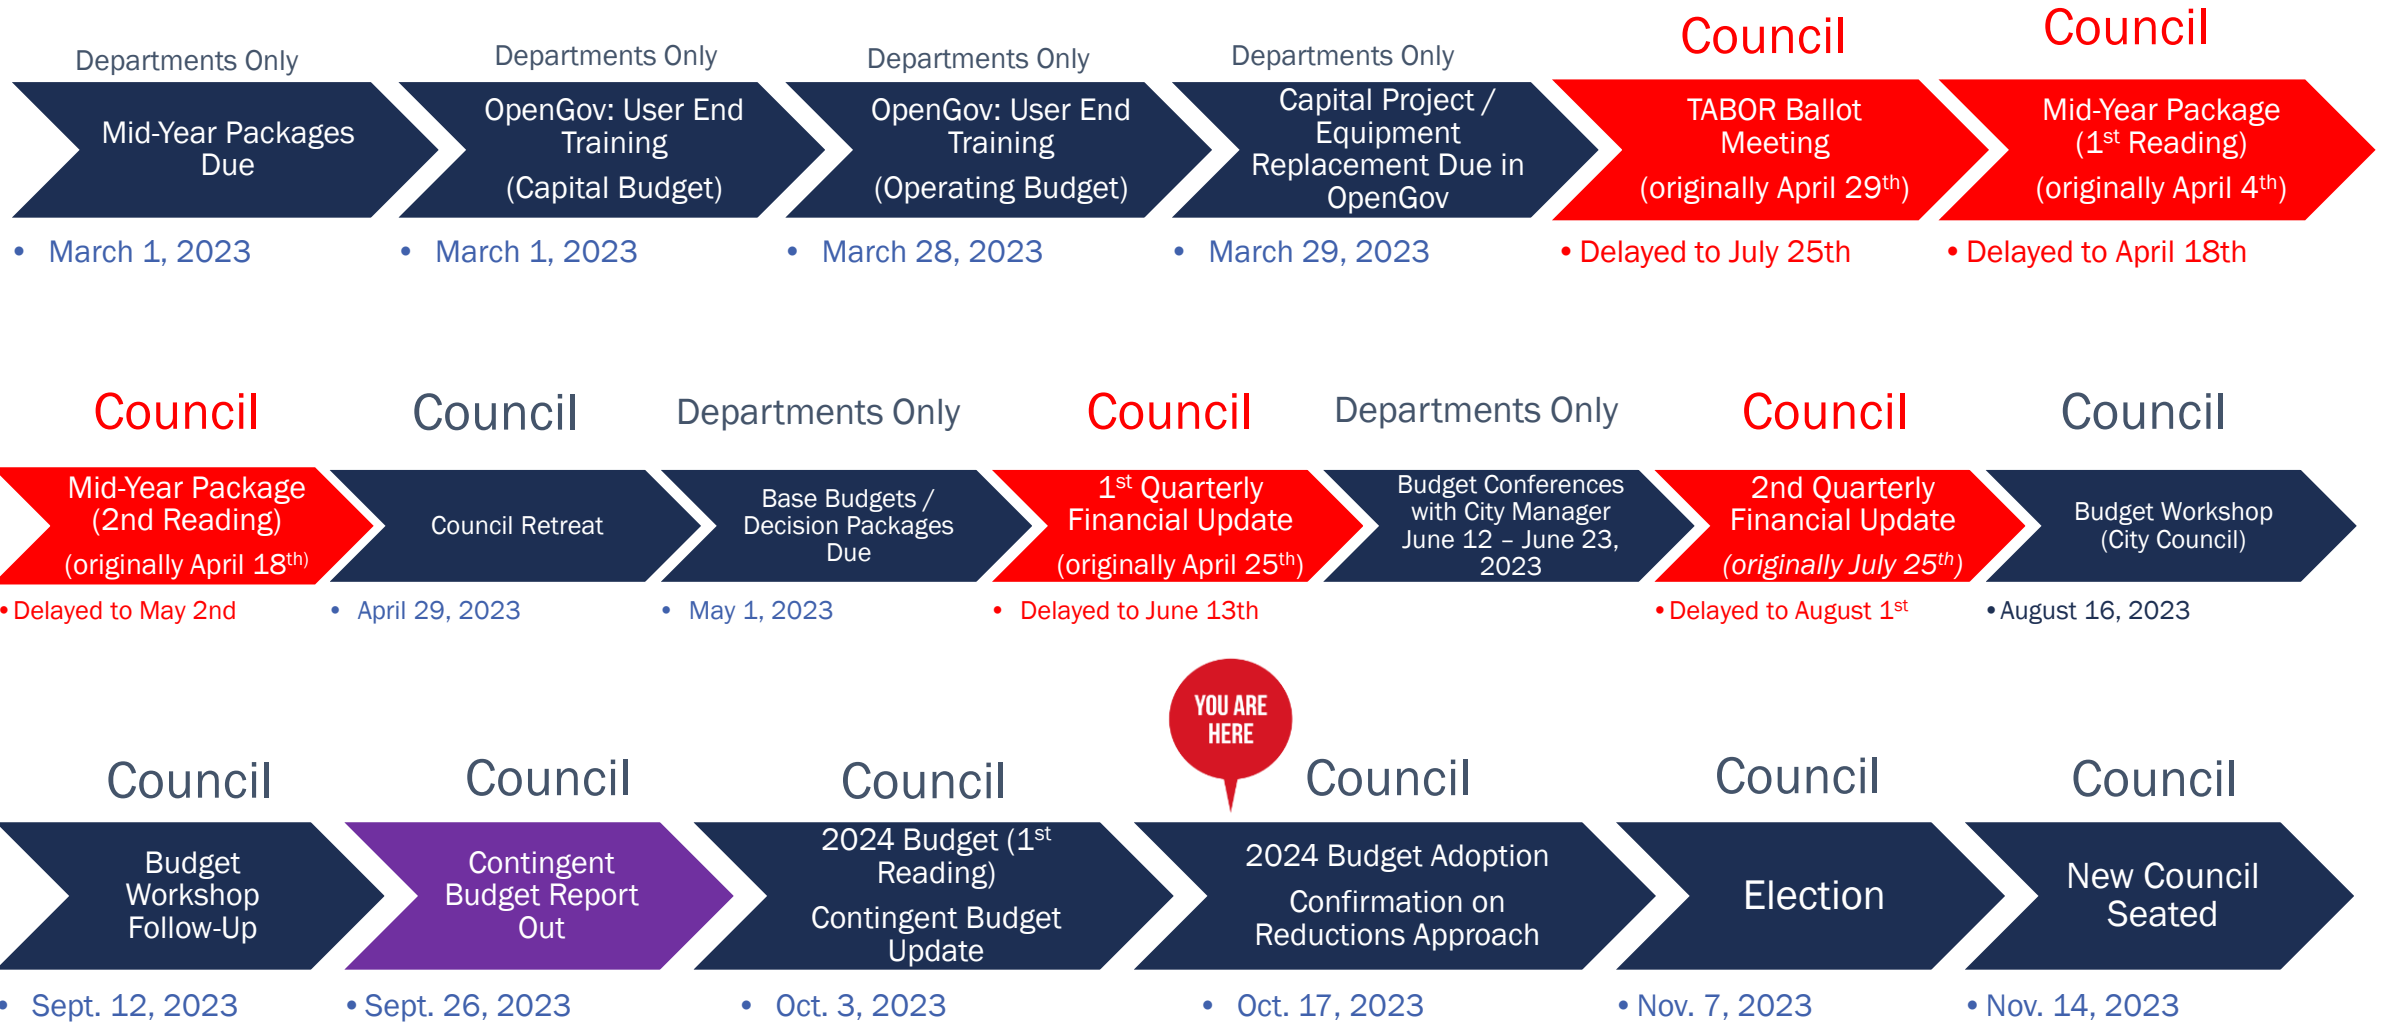 Departments Only
Mid-Year Packages
Due
• March 1, 2023
Departments Only
OpenGov: User End
Training
(Capital Budget)
• March 1, 2023
Departments Only
OpenGov: User End
Training
(Operating Budget)
• March 28, 2023
Departments Only
Capital Project /
Equipment
Replacement Due in
OpenGov
• March 29, 2023
Council
TABOR Ballot
Meeting
(originally April 29th)
• Delayed to July 25th
Council
Mid-Year Package
(1st Reading)
(originally April 4th)
• Delayed to April 18th
Council
Mid-Year Package
(2nd Reading)
(originally April 18th)
• Delayed to May 2nd
Council
Council Retreat
• April 29, 2023
Departments Only
Base Budgets /
Decision Packages
Due
• May 1, 2023
Council
1st Quarterly
Financial Update
(originally April 25th)
• Delayed to June 13th
Departments Only
Budget Conferences
with City Manager
June 12 – June 23,
2023
Council
2nd Quarterly
Financial Update
(originally July 25th)
• Delayed to August 1st
Council
Budget Workshop
(City Council)
• August 16, 2023
Council
Budget
Workshop
Follow-Up
• Sept. 12, 2023
Council
Contingent
Budget Report
Out
• Sept. 26, 2023
Council
2024 Budget (1st
Reading)
Contingent Budget
Update
• Oct. 3, 2023
YOU ARE
HERE
Council
2024 Budget Adoption
Confirmation on
Reductions Approach
• Oct. 17, 2023
Council
Election
• Nov. 7, 2023
Council
New Council
Seated
• Nov. 14, 2023